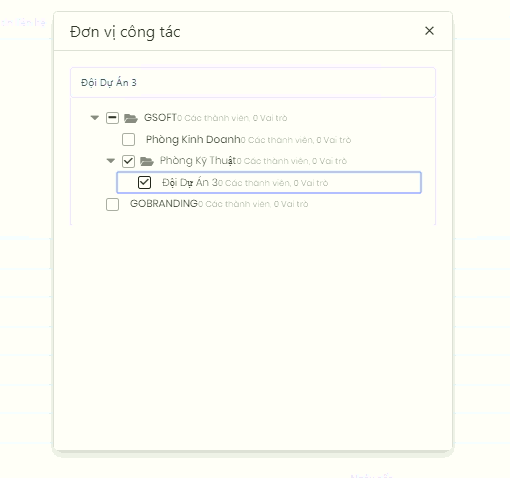 Đơn vị công tác
Đội Dự Án 3
GSOFT0 Các thành viên, 0 Vai trò
Phòng Kinh Doanh0 Các thành viên, 0 Vai trò
Phòng Kỹ Thuật0 Các thành viên, 0 Vai trò
Đội Dự Án 30 Các thành viên, 0 Vai trò
GOBRANDING0 Các thành viên, 0 Vai trò